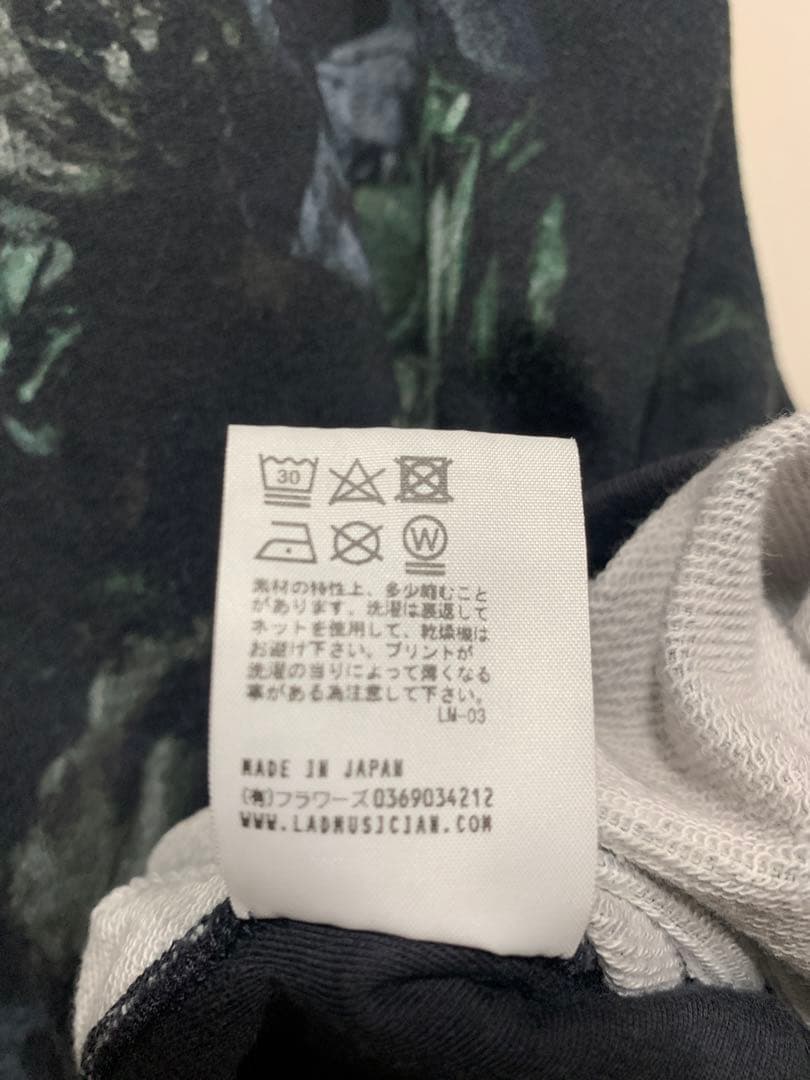 30
W
素材の特性上、多少縮むこと
があります。洗濯は裏返して
ネットを使用して、乾燥機は
お避け下さい。プリントが
洗濯の当りによって薄くなる
事がある為注意して下さい。
LM-03
MADE IN JAPAN
(有)フラワーズ0369034212
WWW.LADMUSICIAN.COM